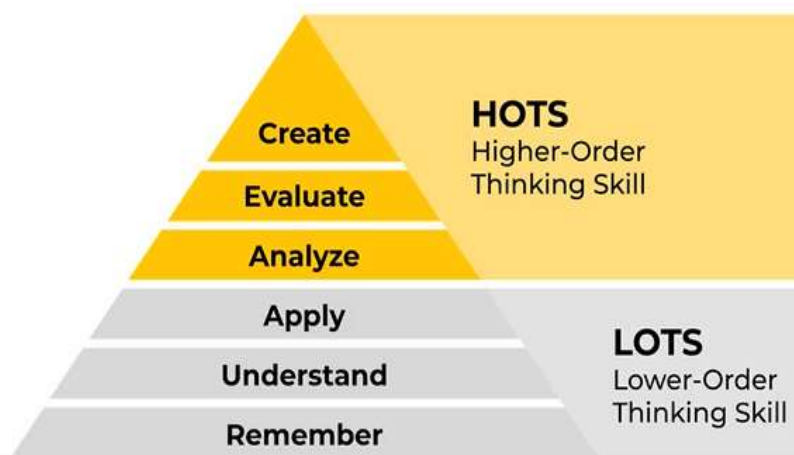 Create
Evaluate
Analyze
Apply
Understand
Remember
HOTS
Higher-Order
Thinking Skill
LOTS
Lower-Order
Thinking Skill